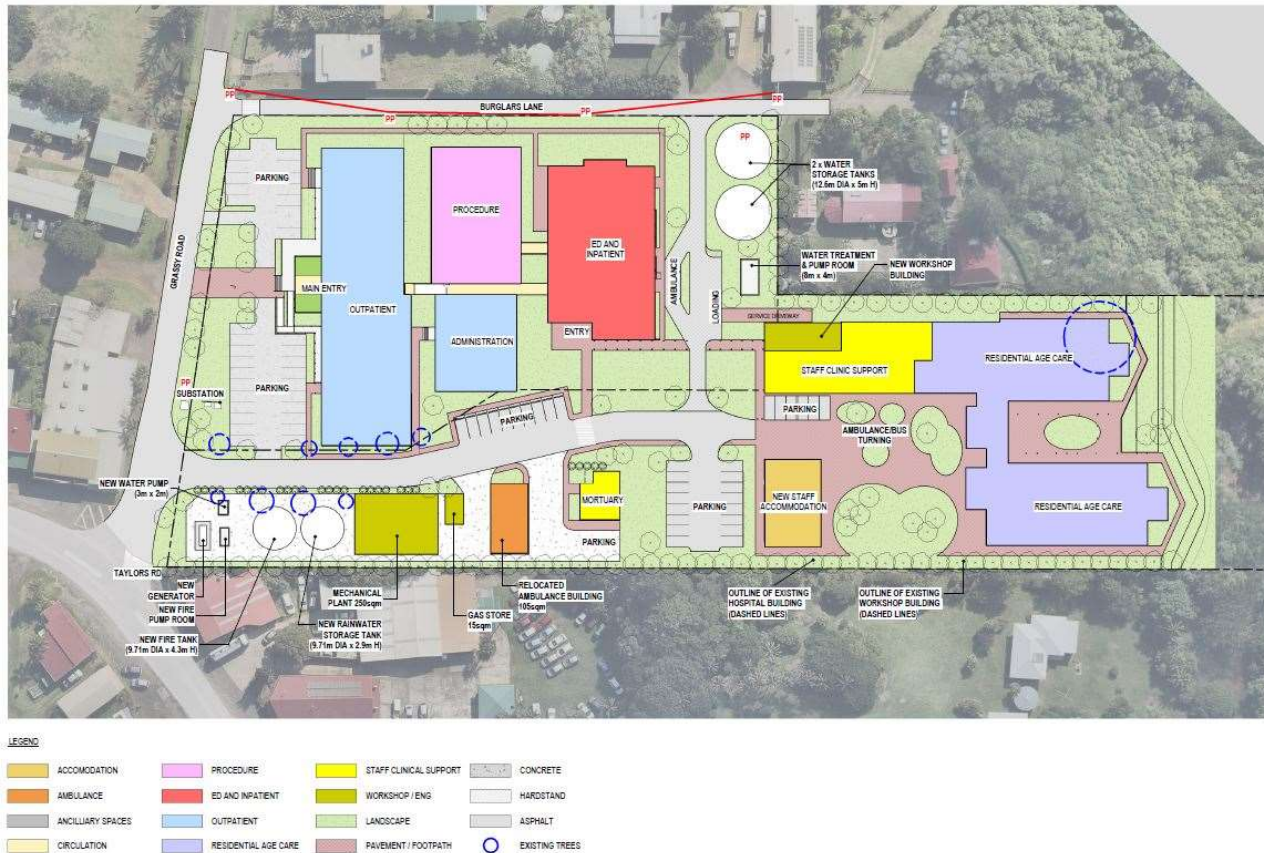 PP
BURGLARS LANE
PP
PP
PP
PP
GRASSY ROAD
PARKING
PROCEDURE
ED AND
INPATIENT
2 x WATER
STORAGE TANKS
(12.6m DIA x 5m H)
WATER TREATMENT
& PUMP ROOM
(8m x 4m)
NEW WORKSHOP
BUILDING
MAIN ENTRY
OUTPATIENT
AMBULANCE
LOADING
ENTRY
ADMINISTRATION
SERVICE DRIVEWAY
STAFF CLINIC SUPPORT
RESIDENTIAL AGE CARE
PARKING
PP
SUBSTATION
PARKING
PARKING
AMBULANCE/BUS
TURNING
NEW WATER PUMP
(3m x 2m)
MORTUARY
PARKING
PARKING
NEW STAFF
ACCOMMODATION
RESIDENTIAL AGE CARE
TAYLORS RD
NEW
GENERATOR
NEW FIRE
PUMP ROOM
NEW FIRE TANK
(9.71m DIA x 4.3m H)
NEW RAINWATER
STORAGE TANK
(9.71m DIA x 2.9m H)
MECHANICAL
PLANT 250sqm
GAS STORE
15sqm
RELOCATED
AMBULANCE BUILDING
105sqm
OUTLINE OF EXISTING
HOSPITAL BUILDING
(DASHED LINES)
OUTLINE OF EXISTING
WORKSHOP BUILDING
(DASHED LINES)
LEGEND
ACCOMODATION
PROCEDURE
STAFF CLINICAL SUPPORT
CONCRETE
AMBULANCE
ED AND INPATIENT
WORKSHOP / ENG
HARDSTAND
ANCILLIARY SPACES
OUTPATIENT
LANDSCAPE
ASPHALT
CIRCULATION
RESIDENTIAL AGE CARE
PAVEMENT / FOOTPATH
EXISTING TREES